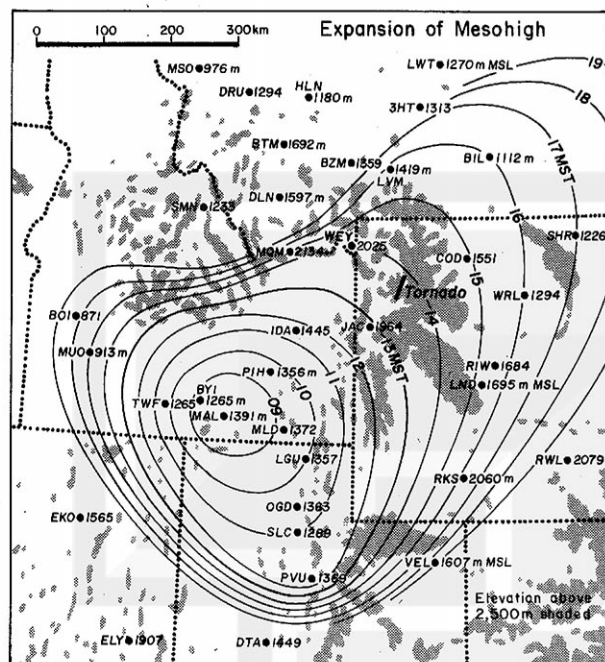 Expansion of Mesohigh
0 100 200 300km
MSO 976 m
LWT 1270 m MSL
19
DRU 1294
HLN
1180 m
18
3HT 1313
BTM 1692 m
17MST
BZM 1359
1419 m
LVM
BIL 1112 m
DLN 1597 m
SMN 1233
16
WEY
2025
SHR 1226
MQM 2134
COD 1551
15
Tornado
WRL 1294
BOI 871
14
IDA 1445
JAC 1964
13MST
MUO 913 m
12
RIW 1684
PIH 1356 m
11
LND 1695 m MSL
10
BYI
1265 m
TWF 1265
09
MAL 1391 m
MLD 1372
LGU 1357
RWL 2079
RKS 2060 m
OGD 1363
EKO 1565
SLC 1289
VEL 1607 m MSL
PVU 1369
Elevation above
2,500m shaded
ELY 1907
DTA 1449